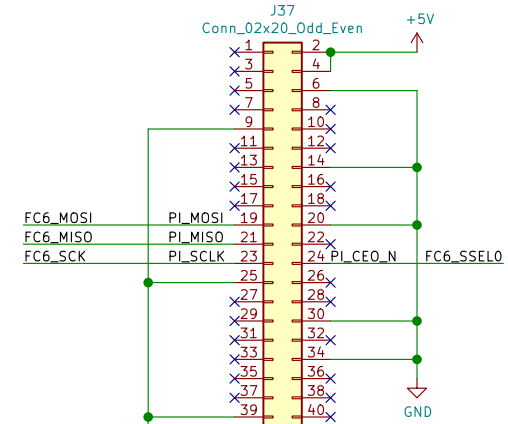 J37
Conn_02x20_Odd_Even
+5V
1 2
3 4
5 6
7 8
9 10
11 12
13 14
15 16
17 18
FC6_MOSI PI_MOSI 19 20
FC6_MISO PI_MISO 21 22
FC6_SCK PI_SCLK 23 24 PI_CEO_N FC6_SSEL0
25 26
27 28
29 30
31 32
33 34
35 36
37 38
GND
39 40